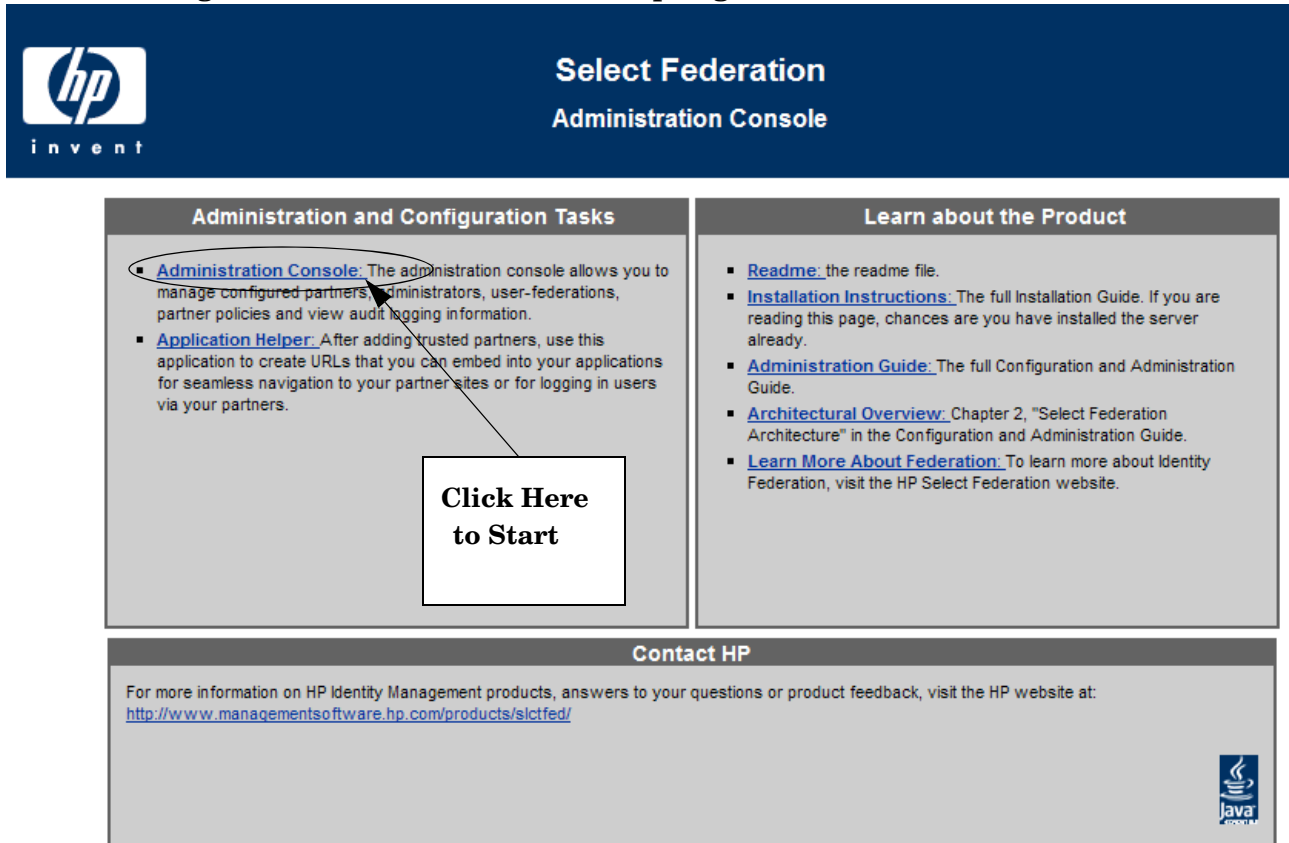 hp
invent
Select Federation
Administration Console
Administration and Configuration Tasks
Administration Console: The administration console allows you to
manage configured partners, administrators, user-federations,
partner policies and view audit logging information.
Application Helper: After adding trusted partners, use this
application to create URLs that you can embed into your applications
for seamless navigation to your partner sites or for logging in users
via your partners.
Click Here
to Start
Learn about the Product
Readme: the readme file.
Installation Instructions: The full Installation Guide. If you are
reading this page, chances are you have installed the server
already.
Administration Guide: The full Configuration and Administration
Guide.
Architectural Overview: Chapter 2, "Select Federation
Architecture" in the Configuration and Administration Guide.
Learn More About Federation: To learn more about Identity
Federation, visit the HP Select Federation website.
Contact HP
For more information on HP Identity Management products, answers to your questions or product feedback, visit the HP website at:
http://www.managementsoftware.hp.com/products/slctfed/
Java